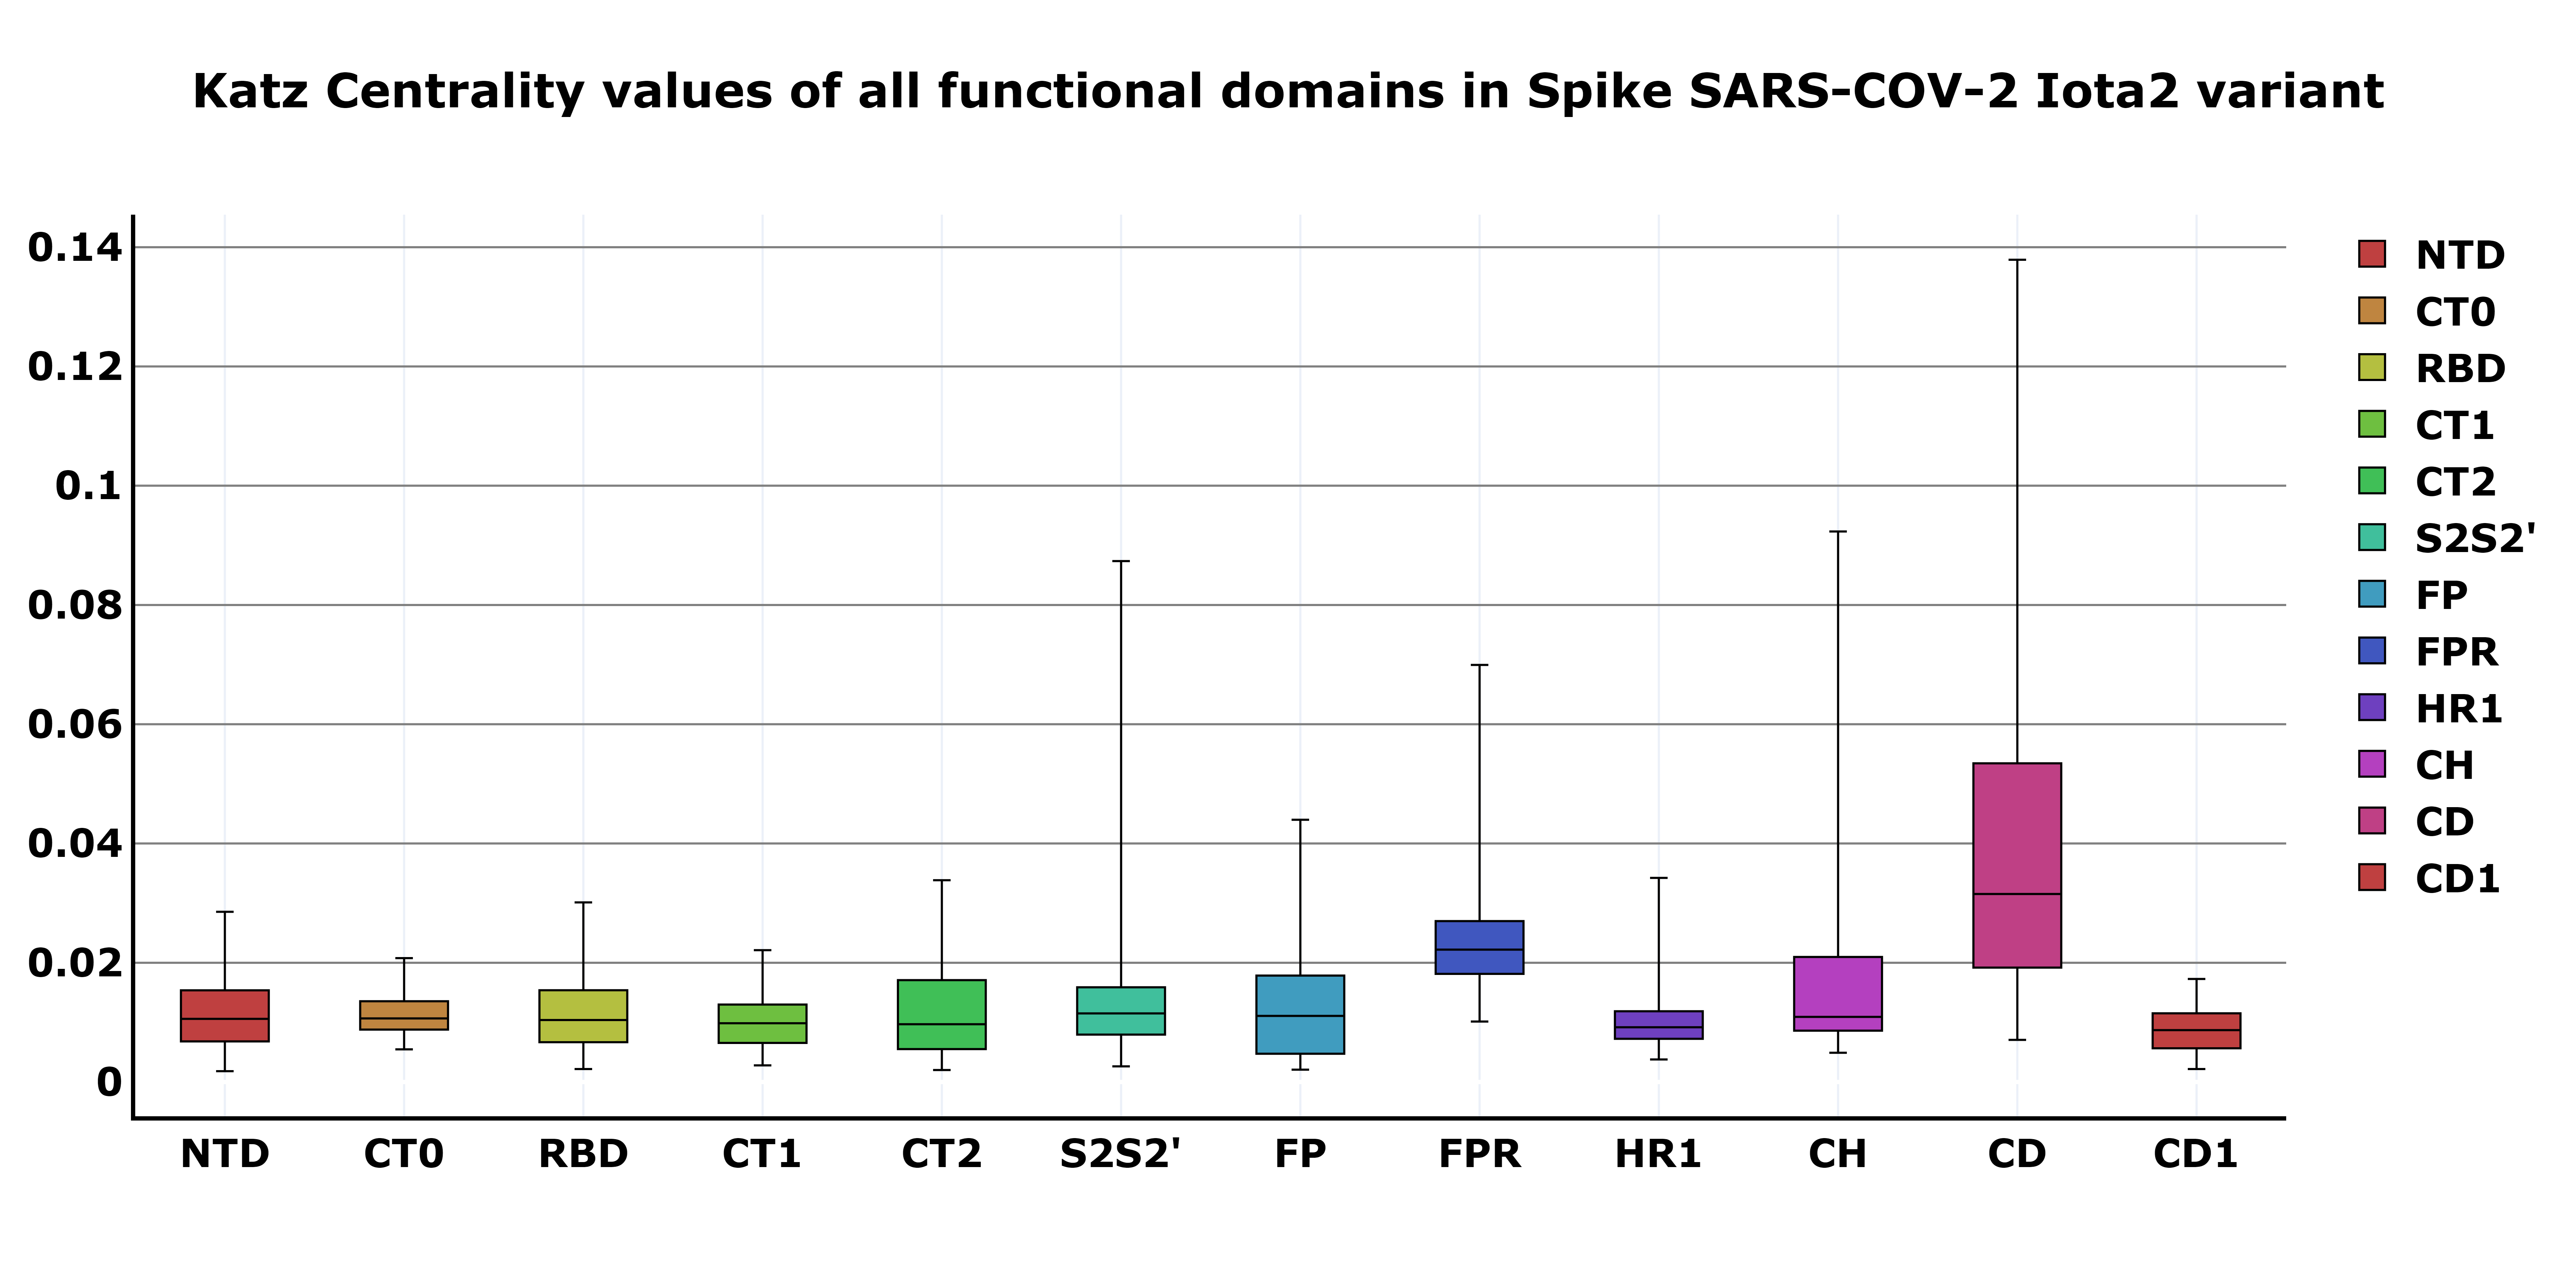 Katz Centrality values of all functional domains in Spike SARS-COV-2 Iota2 variant
0.14
0.12
0.1
0.08
0.06
0.04
0.02
0
NTD CT0 RBD CT1 CT2 S2S2' FP FPR HR1 CH CD CD1
NTD
CT0
RBD
CT1
CT2
S2S2'
FP
FPR
HR1
CH
CD
CD1